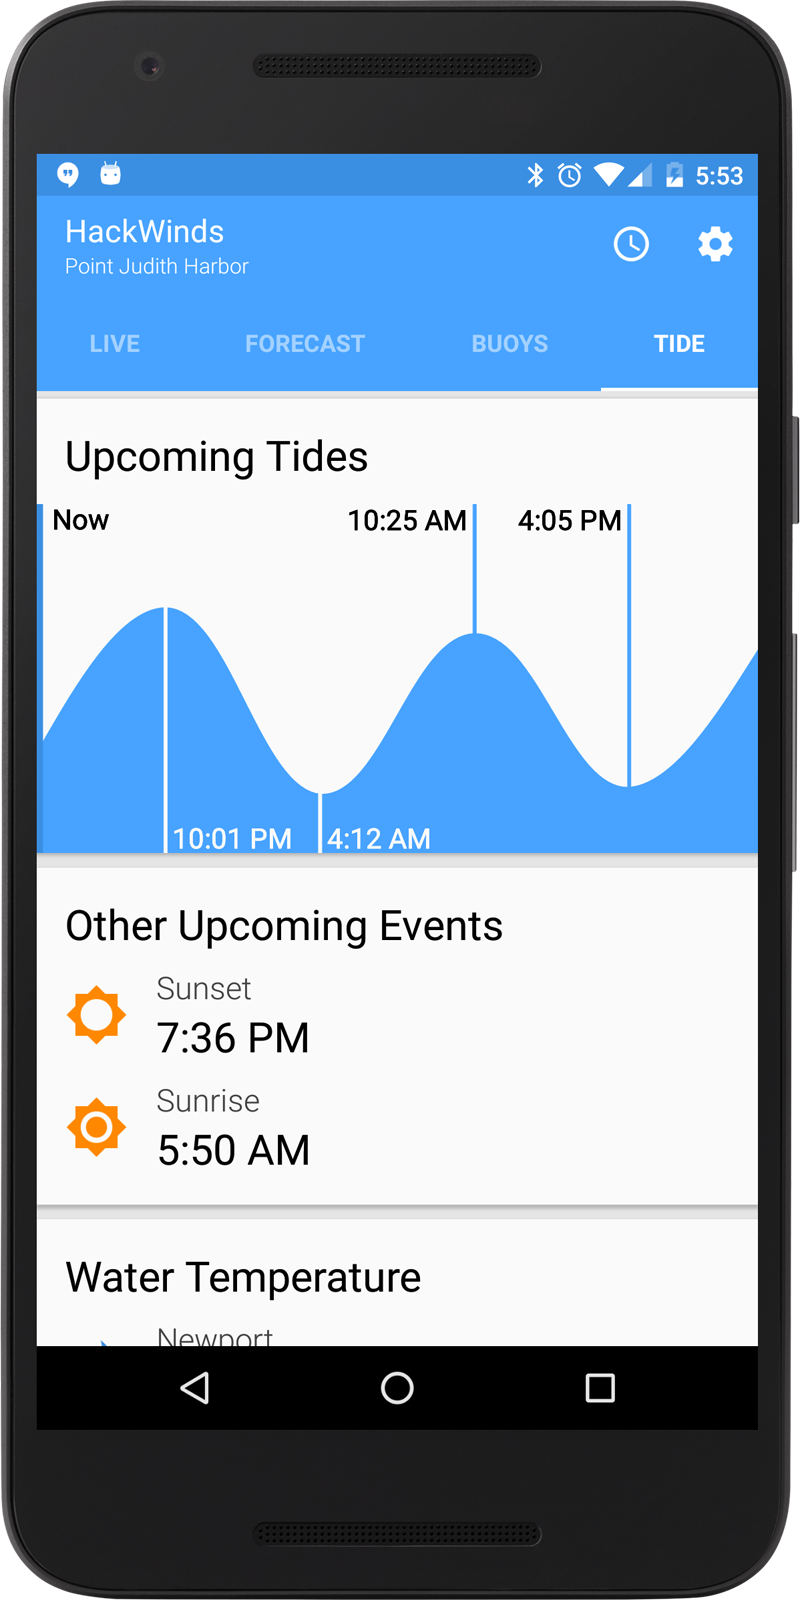 5:53
HackWinds
Point Judith Harbor
LIVE FORECAST BUOYS TIDE
Upcoming Tides
Now 10:25 AM 4:05 PM
10:01 PM 4:12 AM
Other Upcoming Events
Sunset
7:36 PM
Sunrise
5:50 AM
Water Temperature
Newport